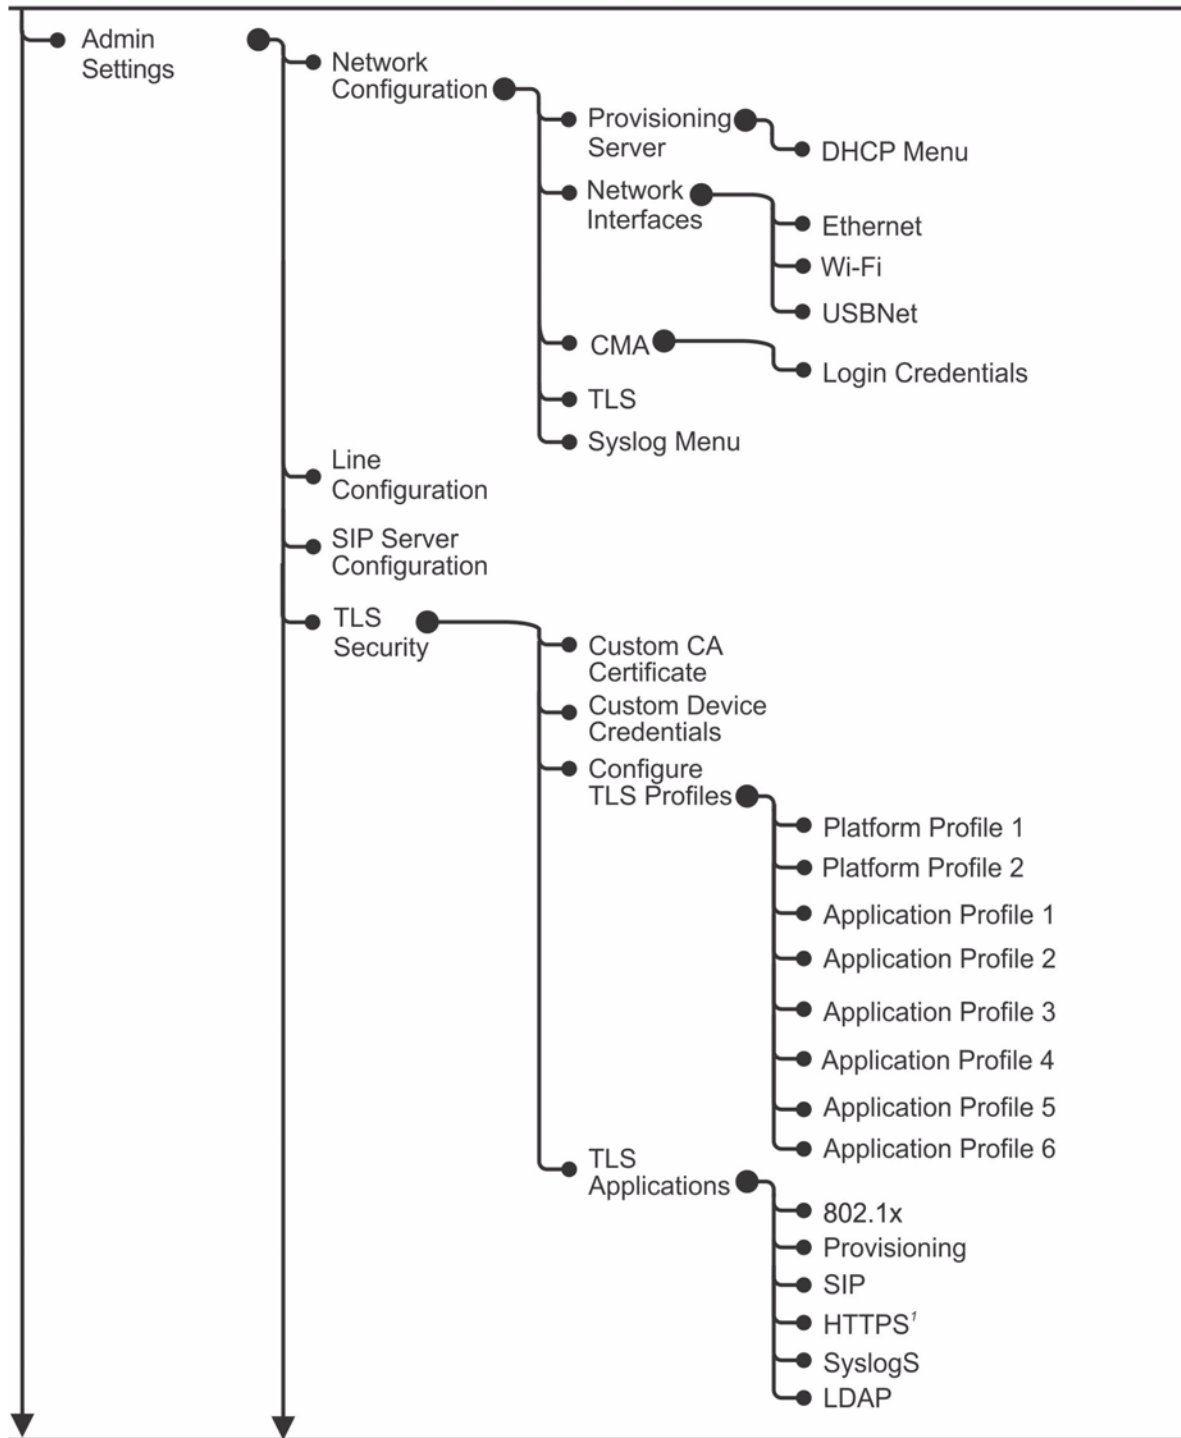 Admin
Settings
Network
Configuration
Provisioning
Server
DHCP Menu
Network
Interfaces
Ethernet
Wi-Fi
USBNet
CMA
Login Credentials
TLS
Syslog Menu
Line
Configuration
SIP Server
Configuration
TLS
Security
Custom CA
Certificate
Custom Device
Credentials
Configure
TLS Profiles
Platform Profile 1
Platform Profile 2
Application Profile 1
Application Profile 2
Application Profile 3
Application Profile 4
Application Profile 5
Application Profile 6
TLS
Applications
802.1x
Provisioning
SIP
HTTPS¹
SyslogS
LDAP